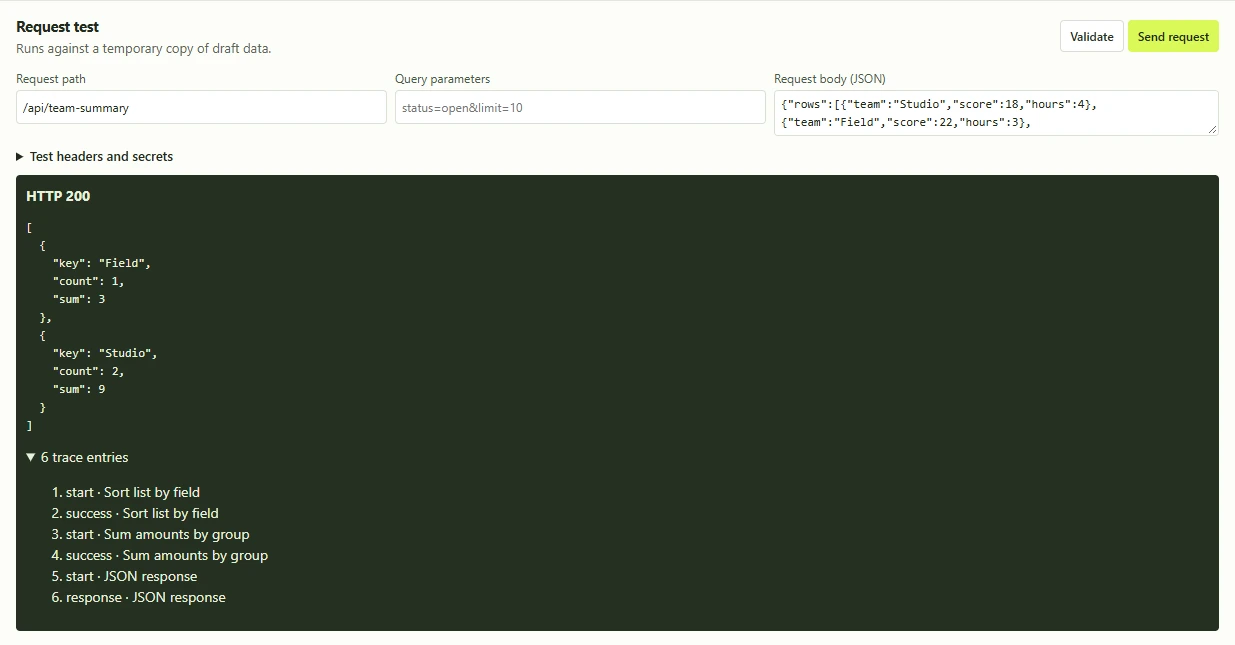 Request test
Runs against a temporary copy of draft data.
Validate
Send request
Request path
Query parameters
Request body (JSON)
/api/team-summary
status=open&limit=10
{"rows":[{"team":"Studio","score":18,"hours":4},
{"team":"Field","score":22,"hours":3},
Test headers and secrets
HTTP 200
[
  {
    "key": "Field",
    "count": 1,
    "sum": 3
  },
  {
    "key": "Studio",
    "count": 2,
    "sum": 9
  }
]
6 trace entries
1. start · Sort list by field
2. success · Sort list by field
3. start · Sum amounts by group
4. success · Sum amounts by group
5. start · JSON response
6. response · JSON response